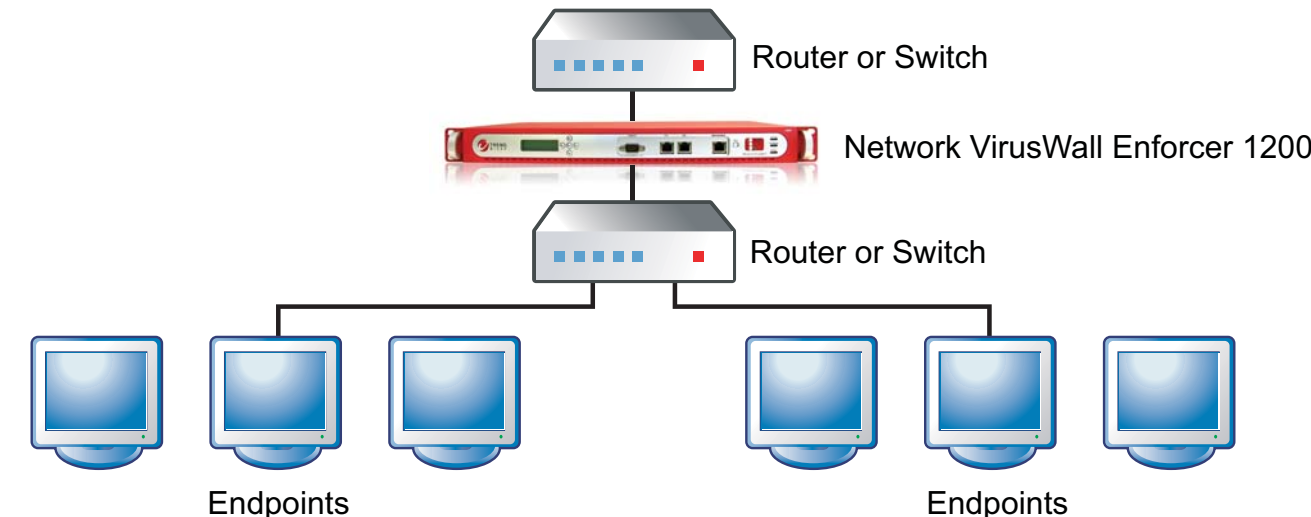 Router or Switch
Network VirusWall Enforcer 1200
Router or Switch
Endpoints
Endpoints